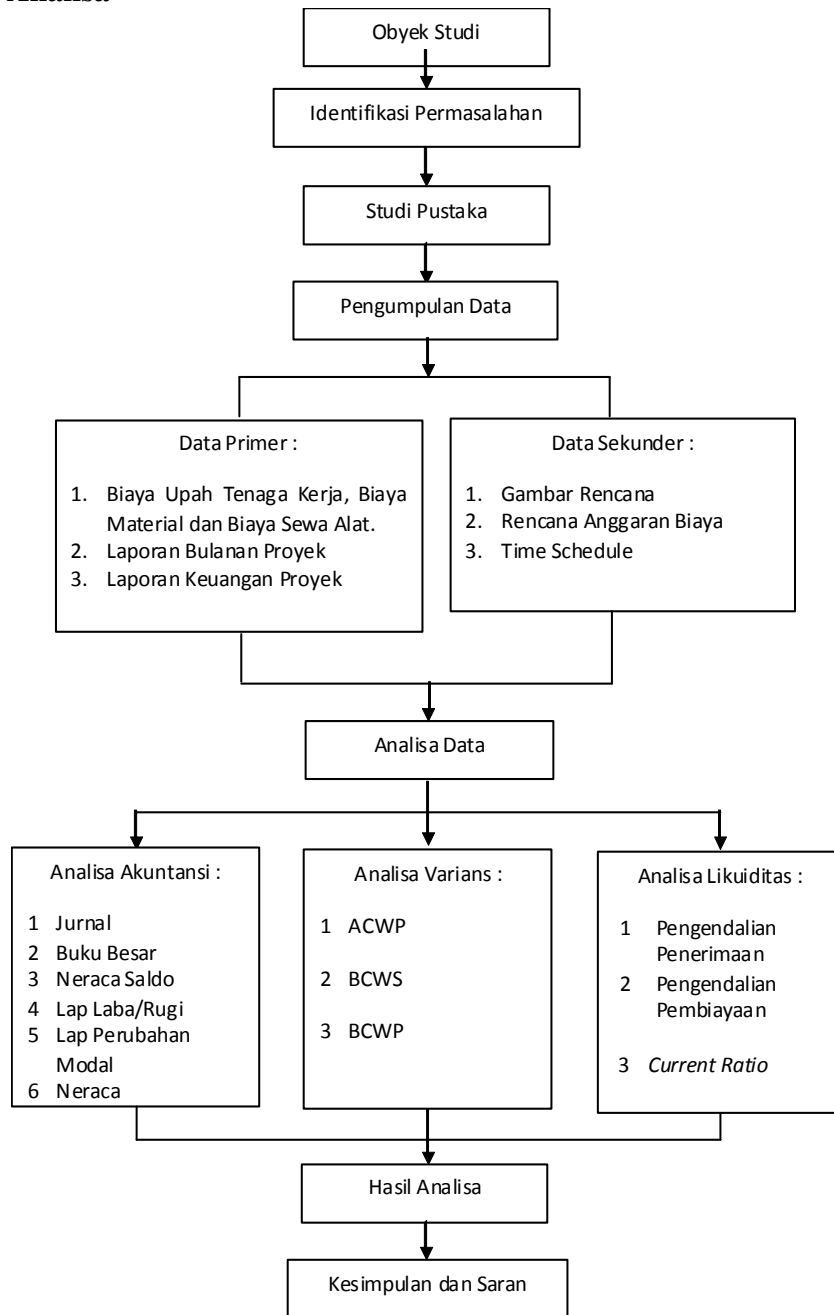 Obyek Studi
Identifikasi Permasalahan
Studi Pustaka
Pengumpulan Data
Data Primer :
1. Biaya Upah Tenaga Kerja, Biaya
Material dan Biaya Sewa Alat.
2. Laporan Bulanan Proyek
3. Laporan Keuangan Proyek
Data Sekunder :
1. Gambar Rencana
2. Rencana Anggaran Biaya
3. Time Schedule
Analisa Data
Analisa Akuntansi :
1 Jurnal
2 Buku Besar
3 Neraca Saldo
4 Lap Laba/Rugi
5 Lap Perubahan
Modal
6 Neraca
Analisa Varians :
1 ACWP
2 BCWS
3 BCWP
Analisa Likuiditas :
1 Pengendalian
Penerimaan
2 Pengendalian
Pembiayaan
3 Current Ratio
Hasil Analisa
Kesimpulan dan Saran